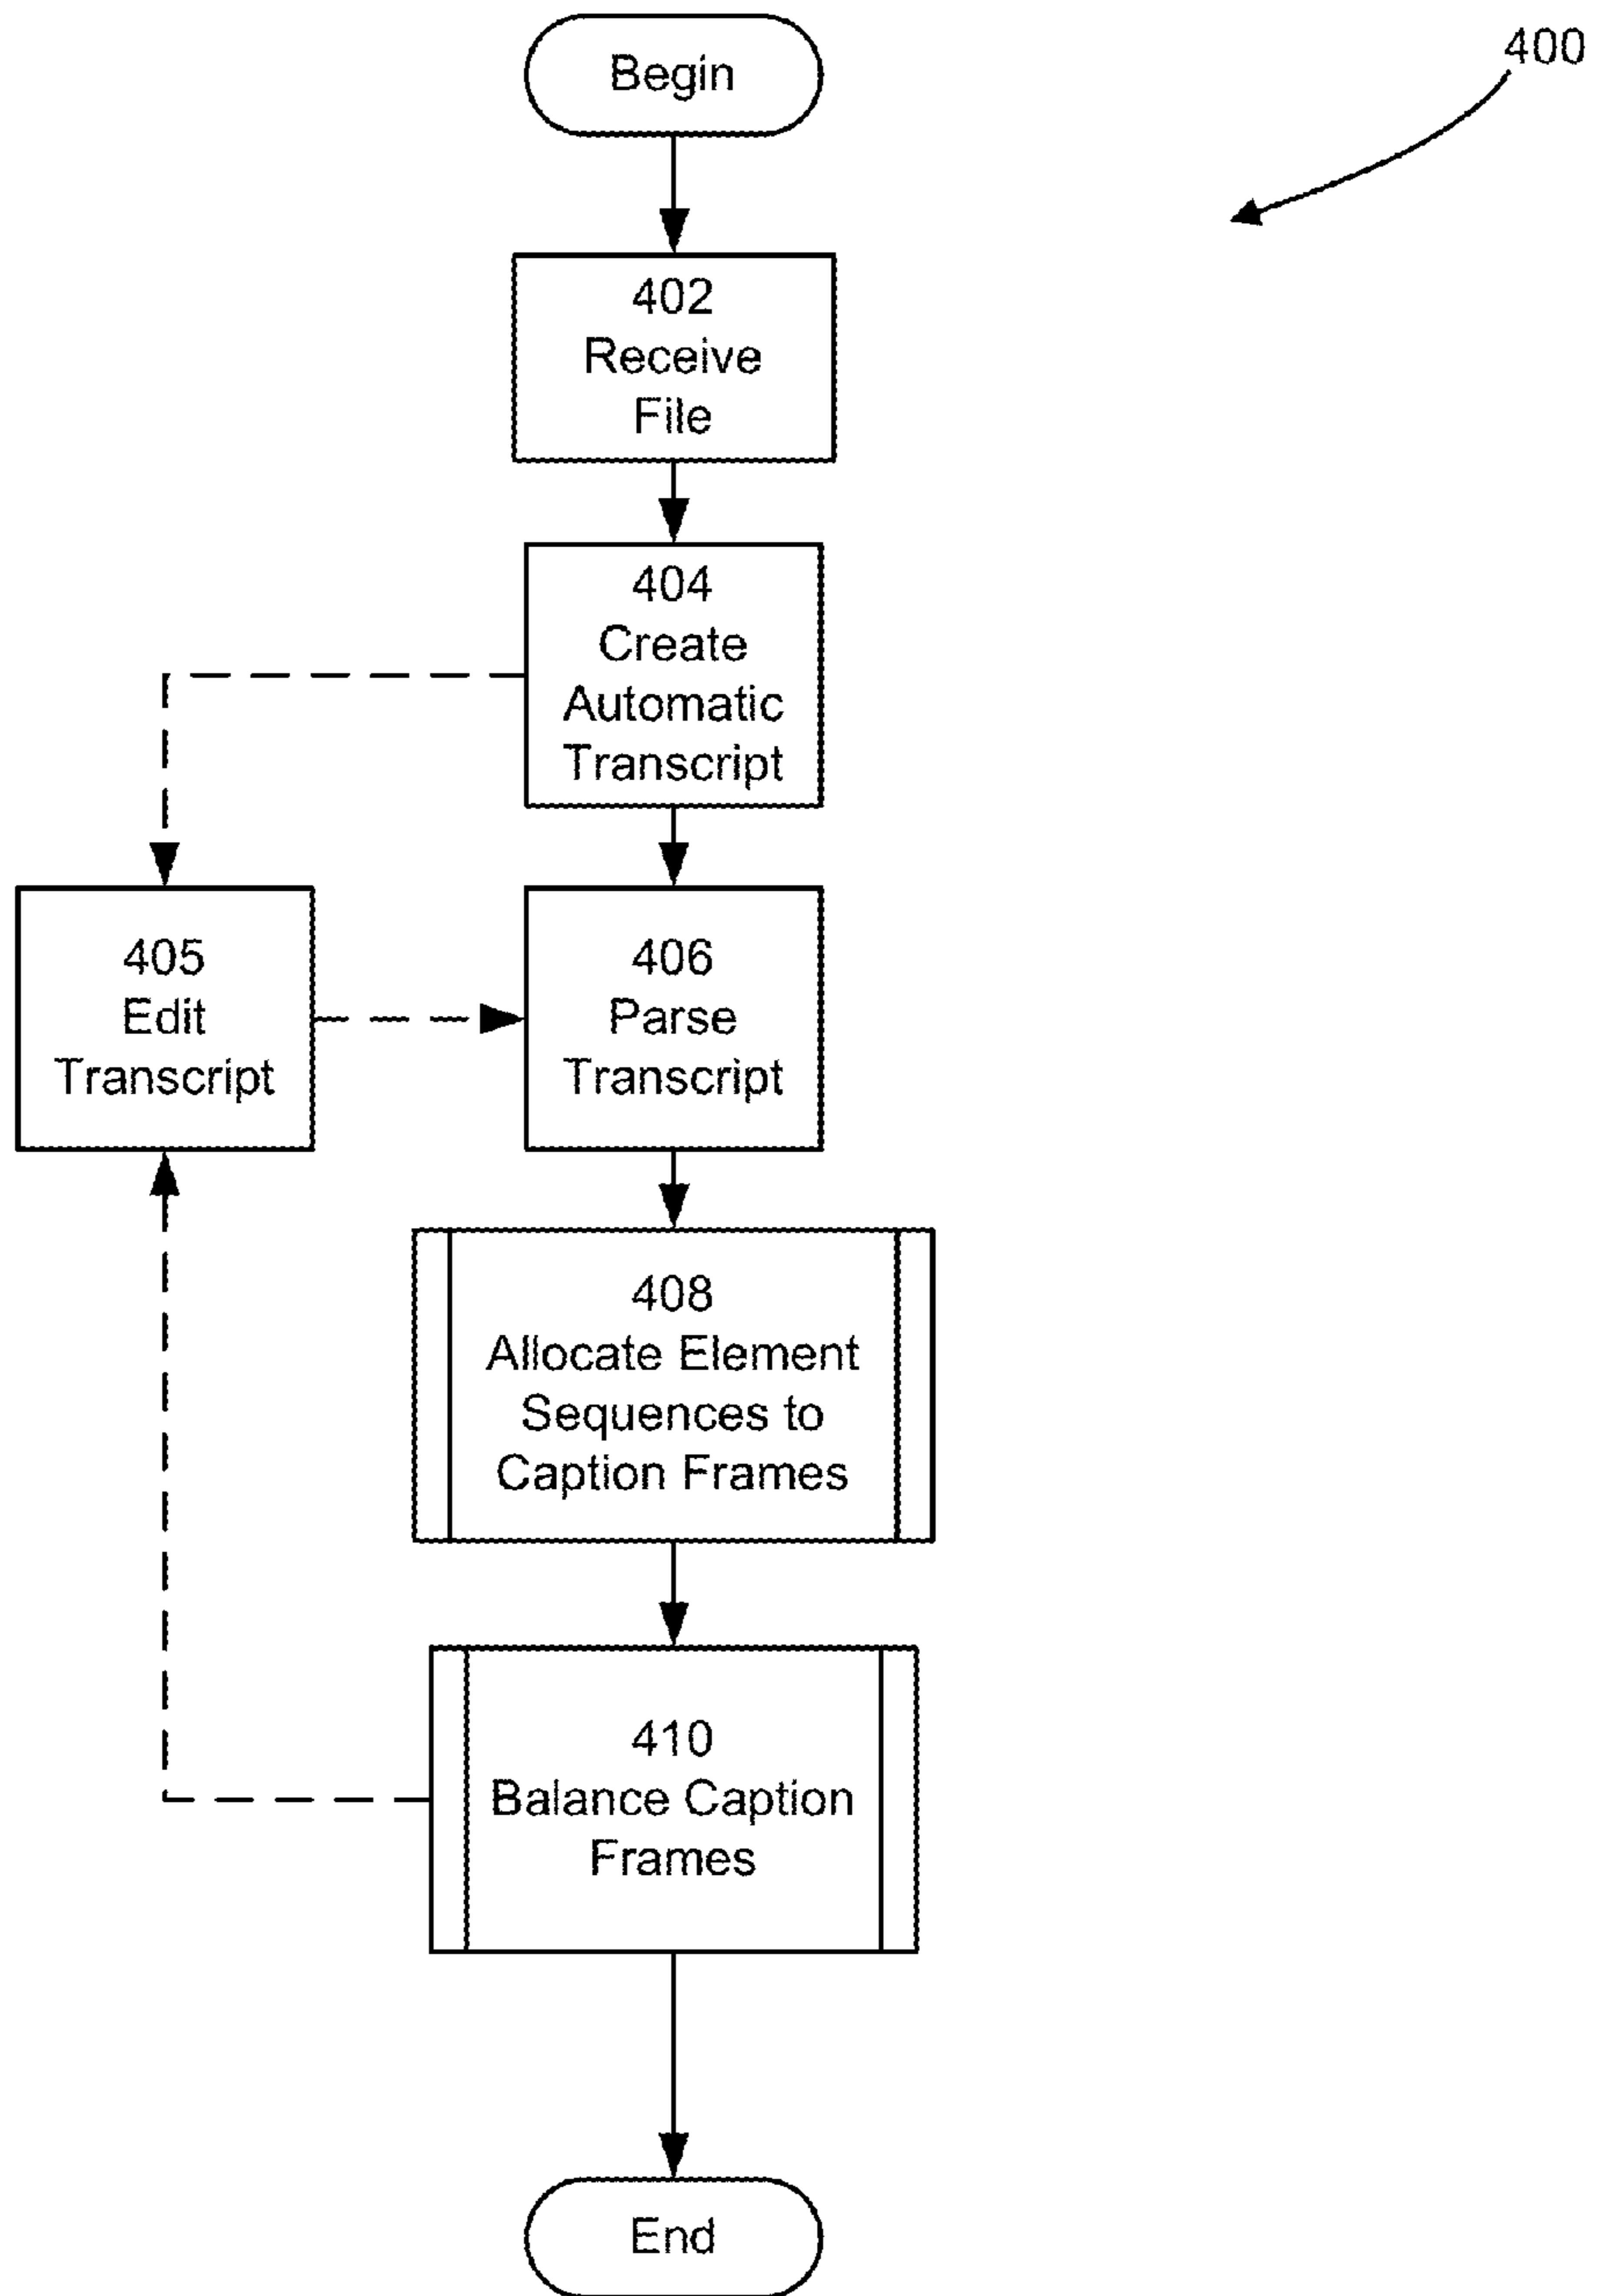 Begin
400
402
Receive
File
404
Create
Automatic
Transcript
405
Edit
Transcript
406
Parse
Transcript
408
Allocate Element
Sequences to
Caption Frames
410
Balance Caption
Frames
End